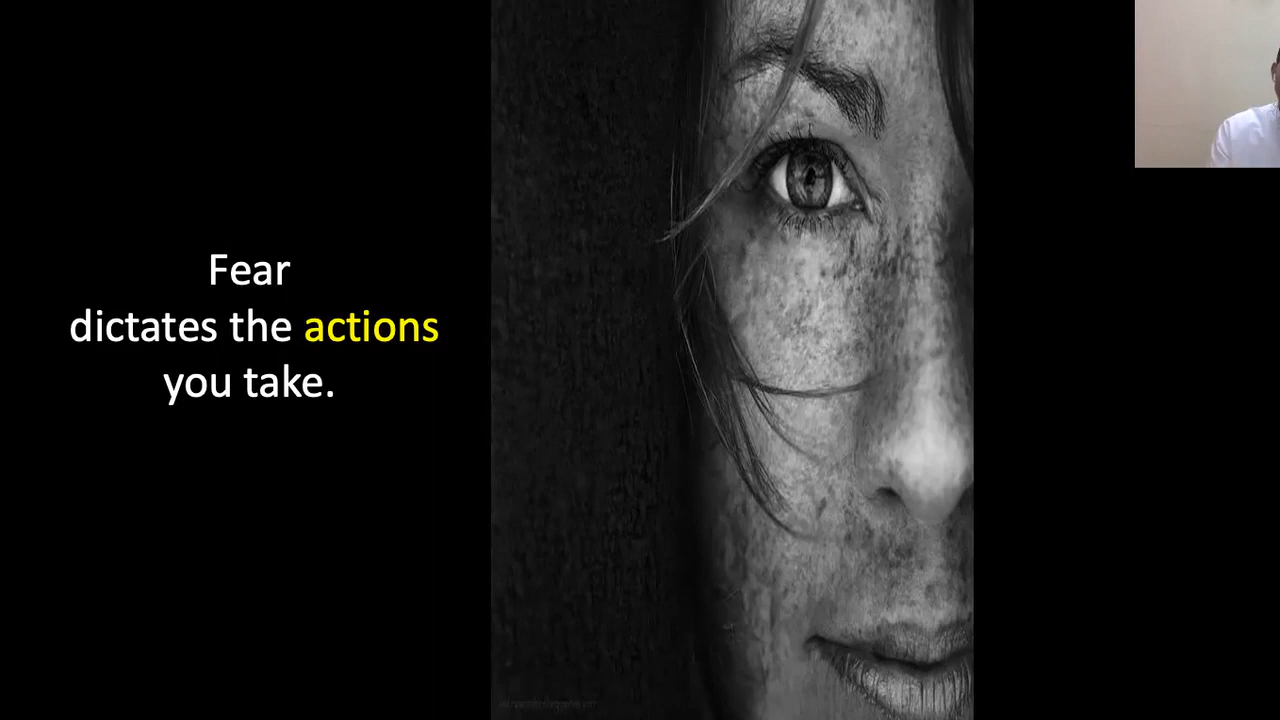 Fear
dictates the actions
you take.